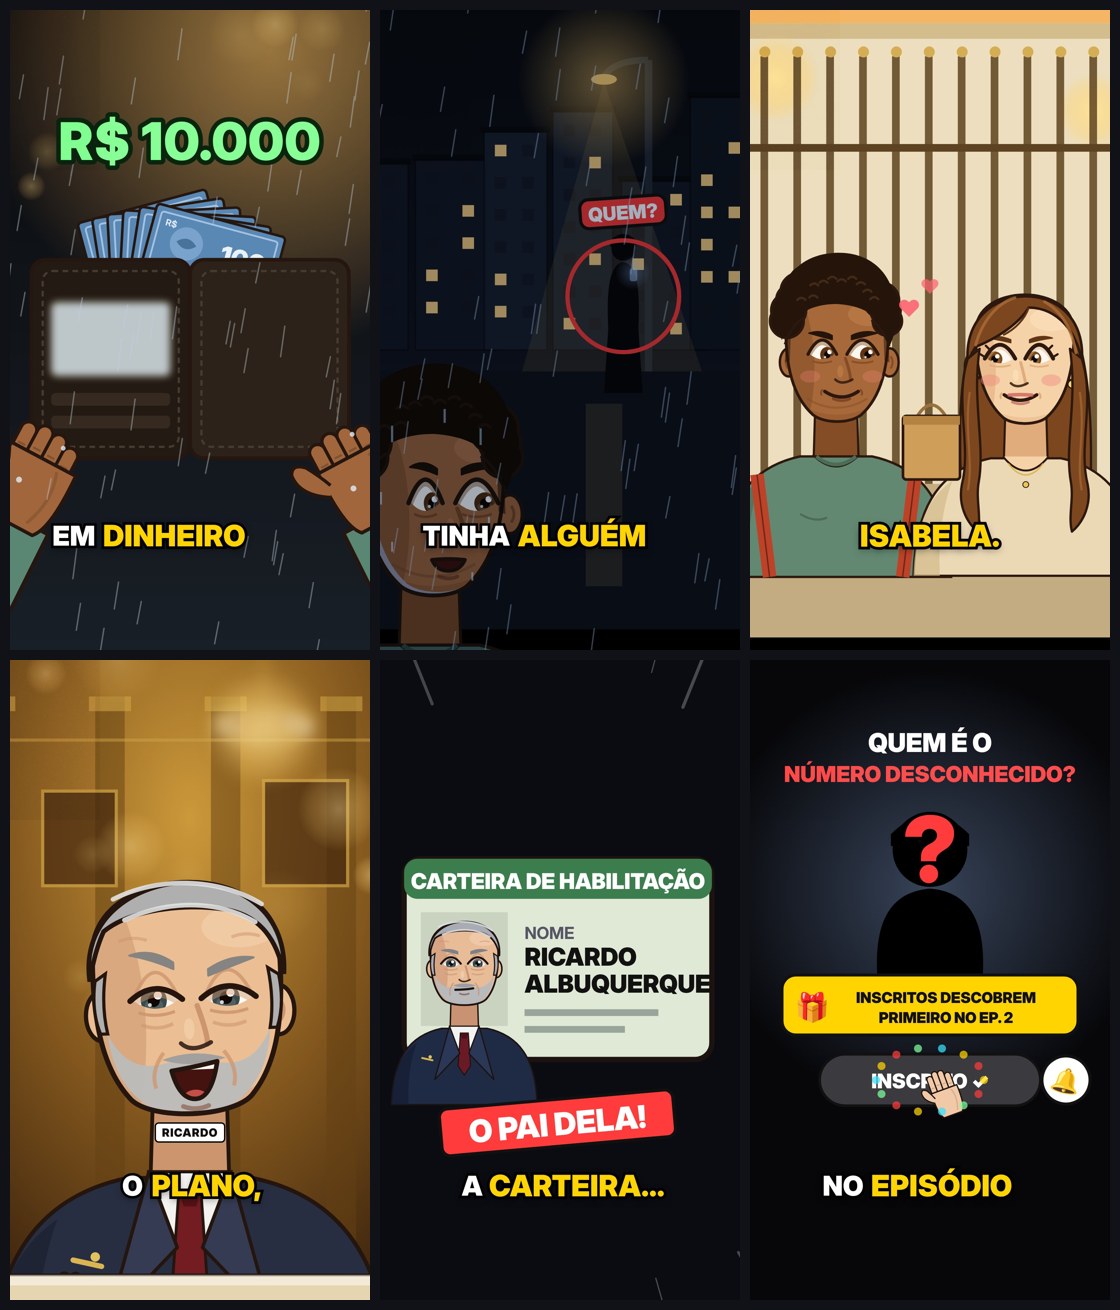 R$ 10.000
R$
100
EM DINHEIRO
QUEM?
TINHA ALGUÉM
ISABELA.
RICARDO
O PLANO,
CARTEIRA DE HABILITAÇÃO
NOME
RICARDO
ALBUQUERQUE
O PAI DELA!
A CARTEIRA...
QUEM É O
NÚMERO DESCONHECIDO?
?
INSCRITOS DESCOBREM
PRIMEIRO NO EP. 2
NO EPISÓDIO